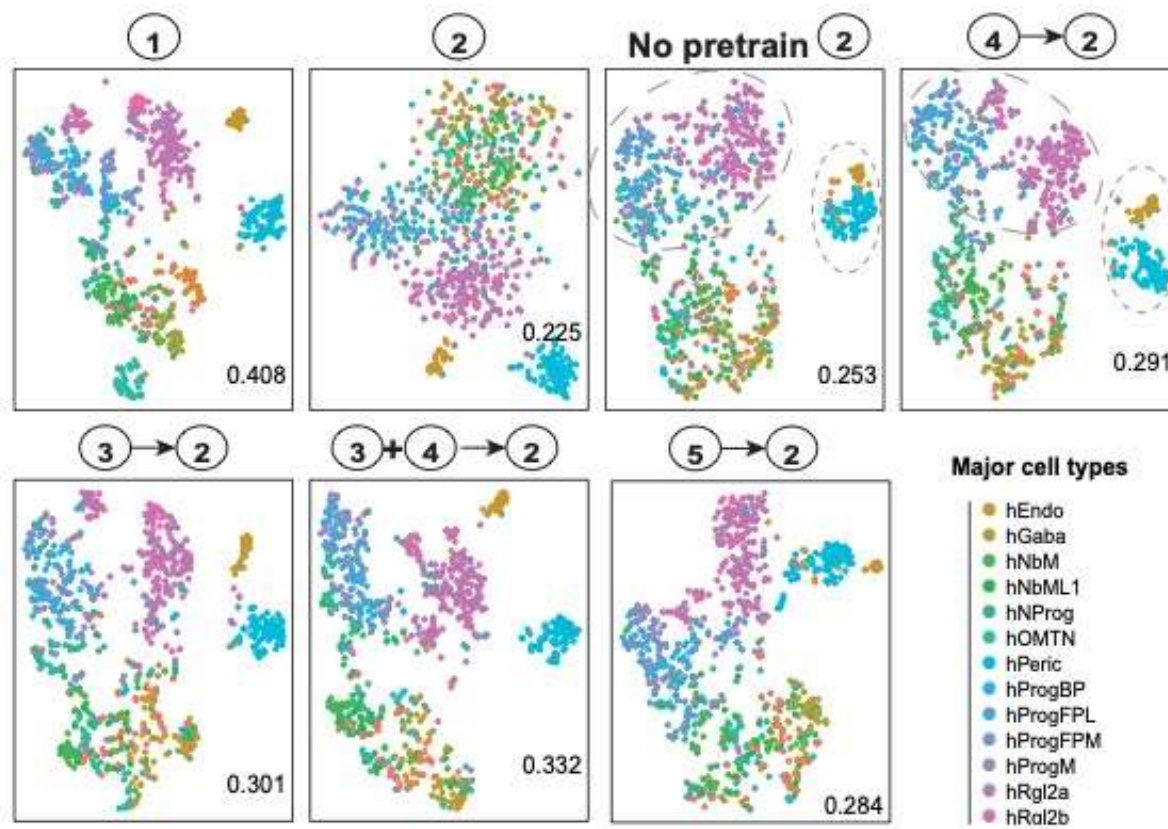 1
2
No pretrain 2
4 → 2
0.408
0.225
0.253
0.291
3 → 2
3 + 4 → 2
5 → 2
0.301
0.332
0.284
Major cell types
hEndo
hGaba
hNbM
hNbML1
hNProg
hOMTN
hPeric
hProgBP
hProgFPL
hProgFPM
hProgM
hRgl2a
hRgl2b